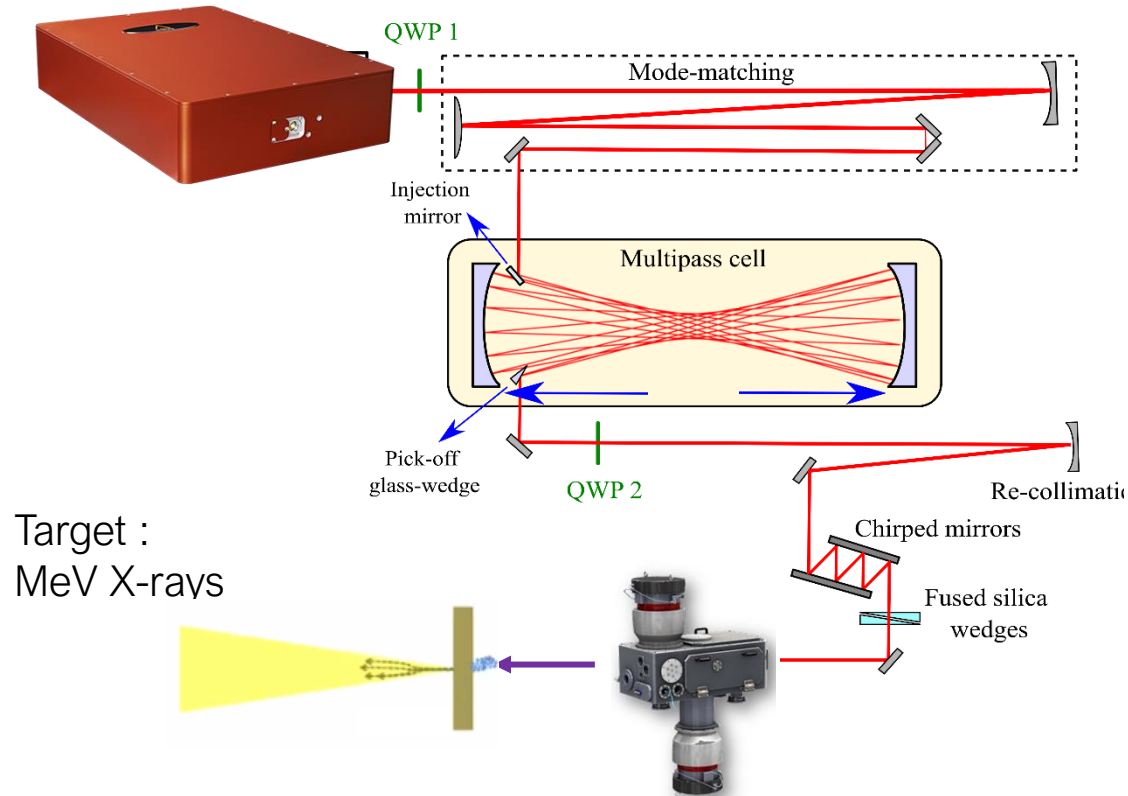 QWP 1
Mode-matching
Injection
mirror
Multipass cell
Pick-off
glass-wedge
QWP 2
Re-collimatic
Chirped mirrors
Fused silica
wedges
Target :
MeV X-rays